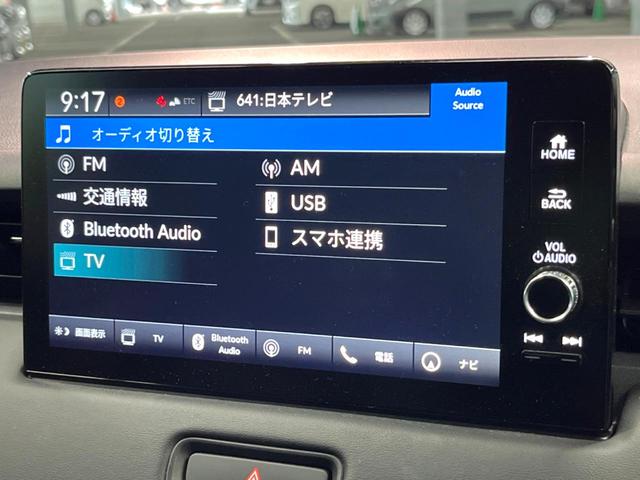 9:17
ETC
641:日本テレビ
Audio
Source
オーディオ切り替え
FM
AM
交通情報
USB
Bluetooth Audio
スマホ連携
TV
画面表示
TV
Bluetooth
Audio
FM
電話
ナビ
HOME
BACK
VOL
AUDIO